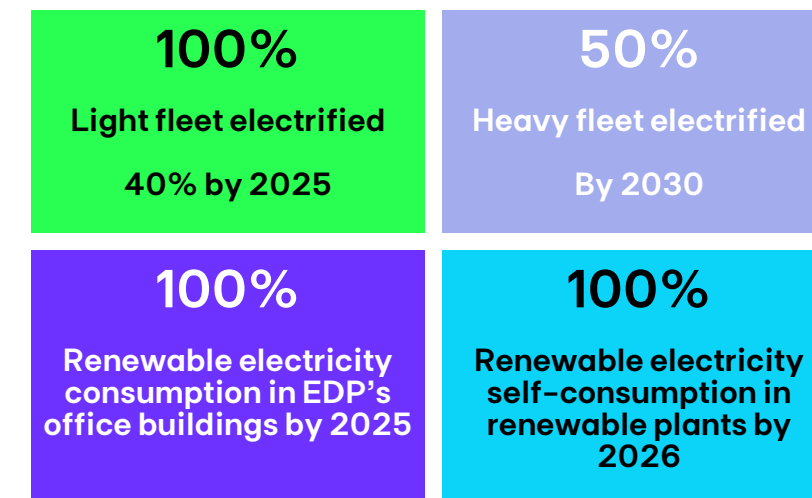 100%
Light fleet electrified
40% by 2025
50%
Heavy fleet electrified
By 2030
100%
Renewable electricity
consumption in EDP’s
office buildings by 2025
100%
Renewable electricity
self-consumption in
renewable plants by
2026